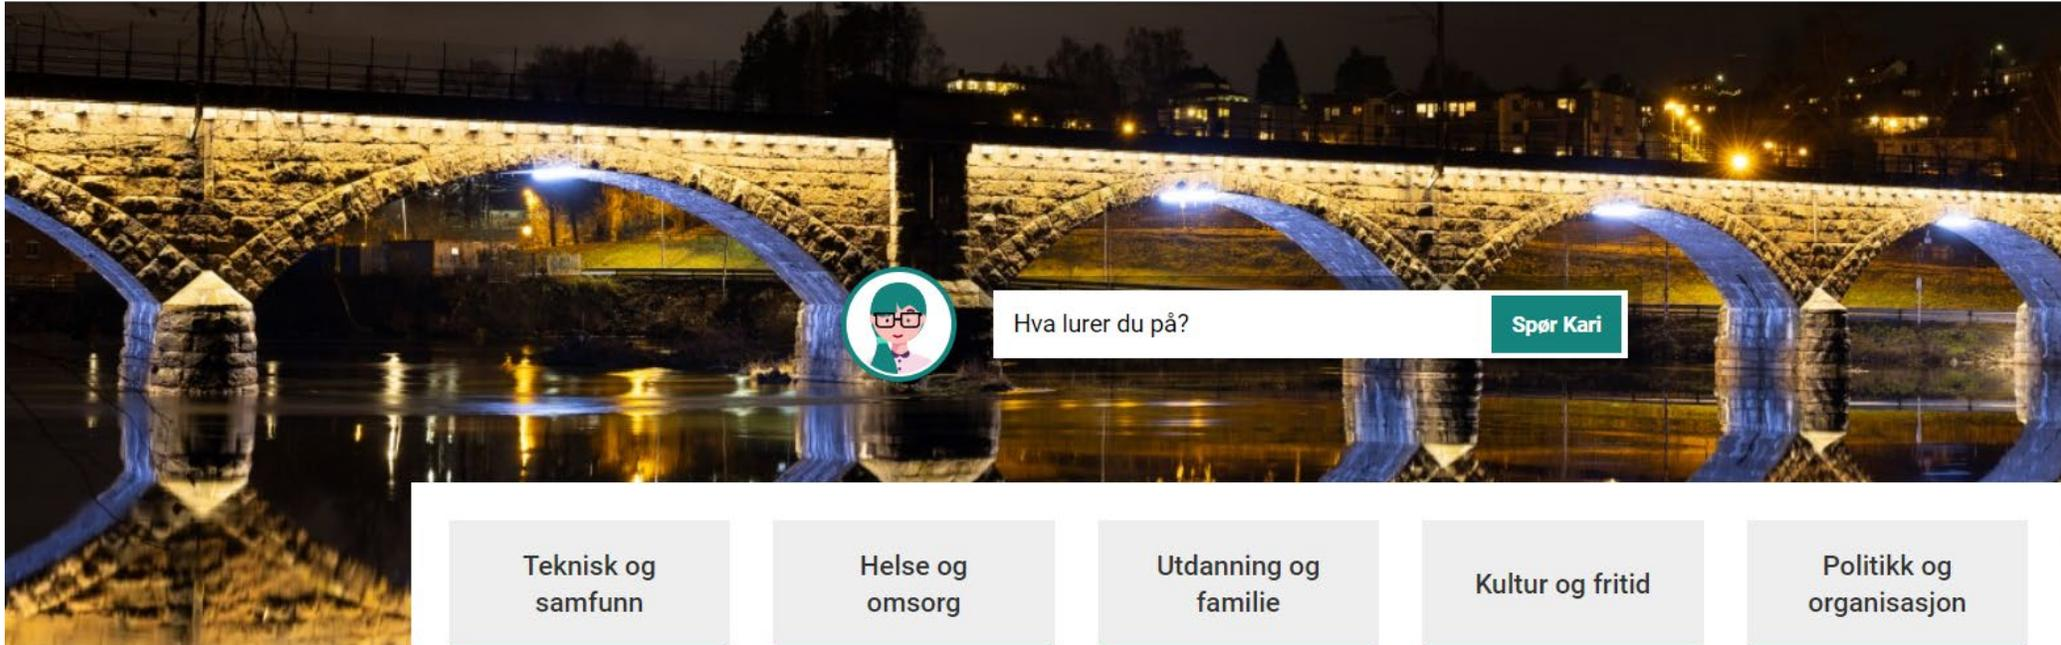 Hva lurer du på?
Spør Kari
Teknisk og
samfunn
Helse og
omsorg
Utdanning og
familie
Kultur og fritid
Politikk og
organisasjon